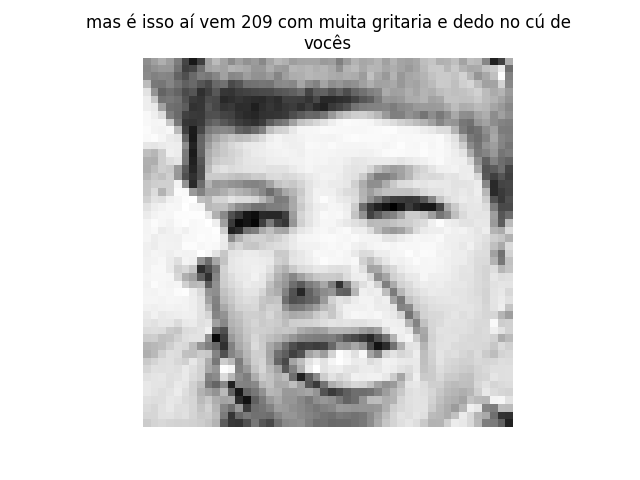 mas é isso aí vem 209 com muita gritaria e dedo no cú de
vocês